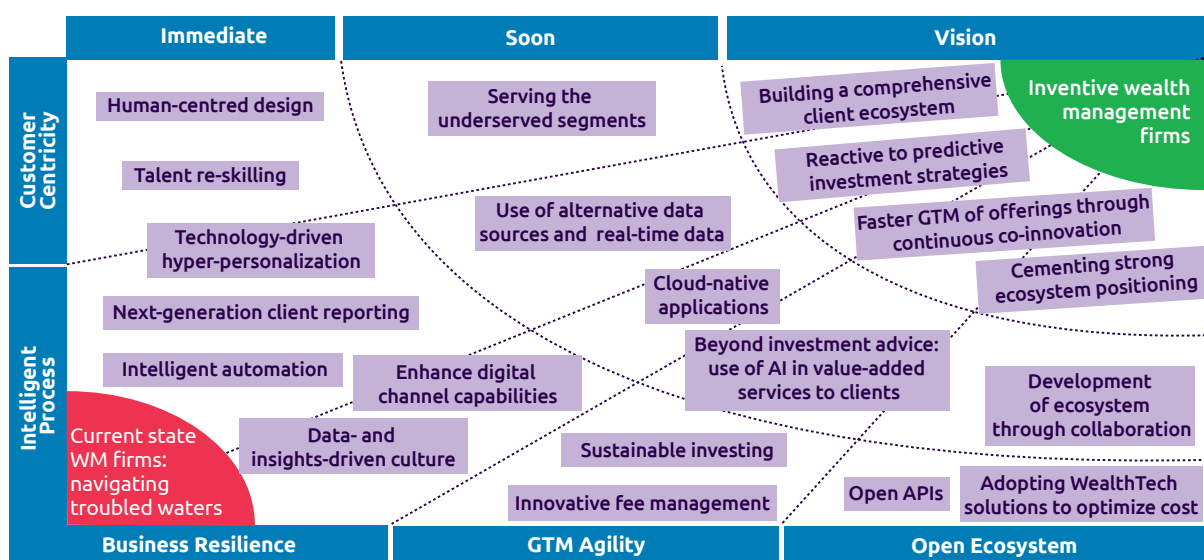 Immediate
Soon
Vision
Customer
Centricity
Human-centred design
Serving the
underserved segments
Building a comprehensive
client ecosystem
Inventive wealth
management
firms
Talent re-skilling
Reactive to predictive
investment strategies
Technology-driven
hyper-personalization
Use of alternative data
sources and real-time data
Faster GTM of offerings through
continuous co-innovation
Cementing strong
ecosystem positioning
Intelligent
Process
Next-generation client reporting
Cloud-native
applications
Intelligent automation
Enhance digital
channel capabilities
Beyond investment advice:
use of AI in value-added
services to clients
Development
of ecosystem
through collaboration
Current state
WM firms:
navigating
troubled waters
Data- and
insights-driven culture
Sustainable investing
Innovative fee management
Open APIs
Adopting WealthTech
solutions to optimize cost
Business Resilience
GTM Agility
Open Ecosystem